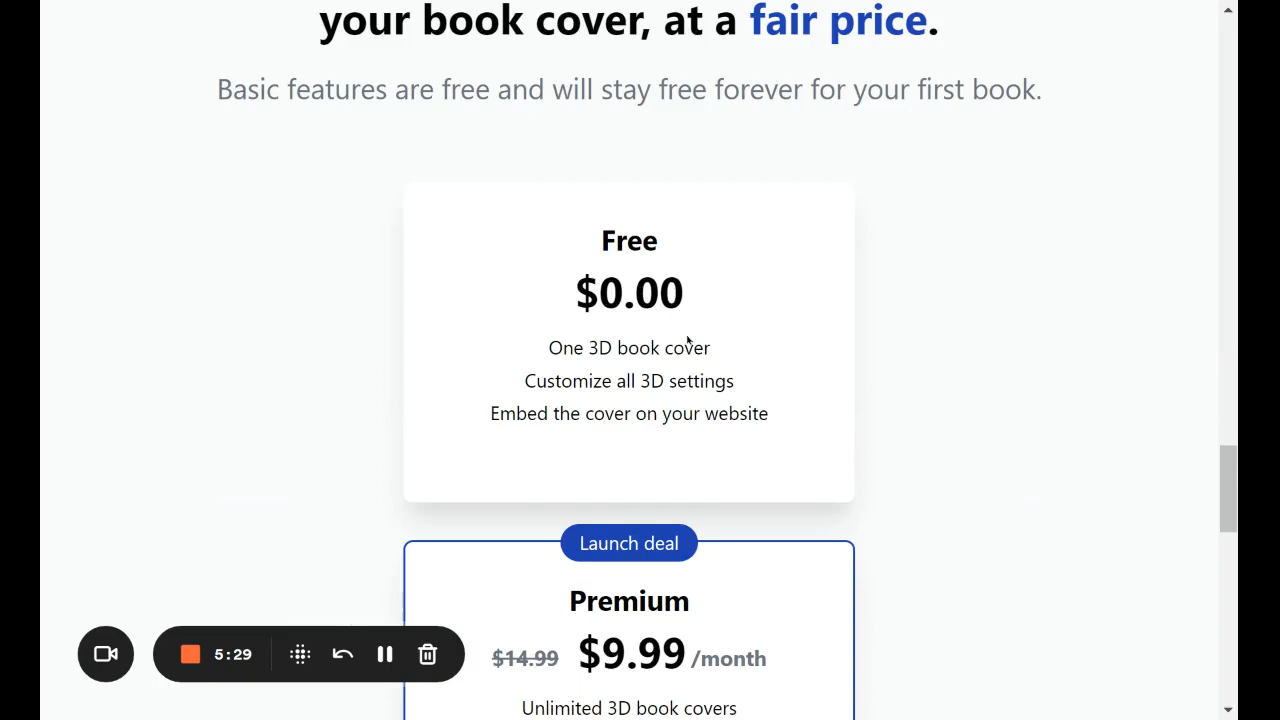 your book cover, at a fair price.
Basic features are free and will stay free forever for your first book.
Free
$0.00
One 3D book cover
Customize all 3D settings
Embed the cover on your website
Launch deal
Premium
$14.99 $9.99 /month
Unlimited 3D book covers
5:29